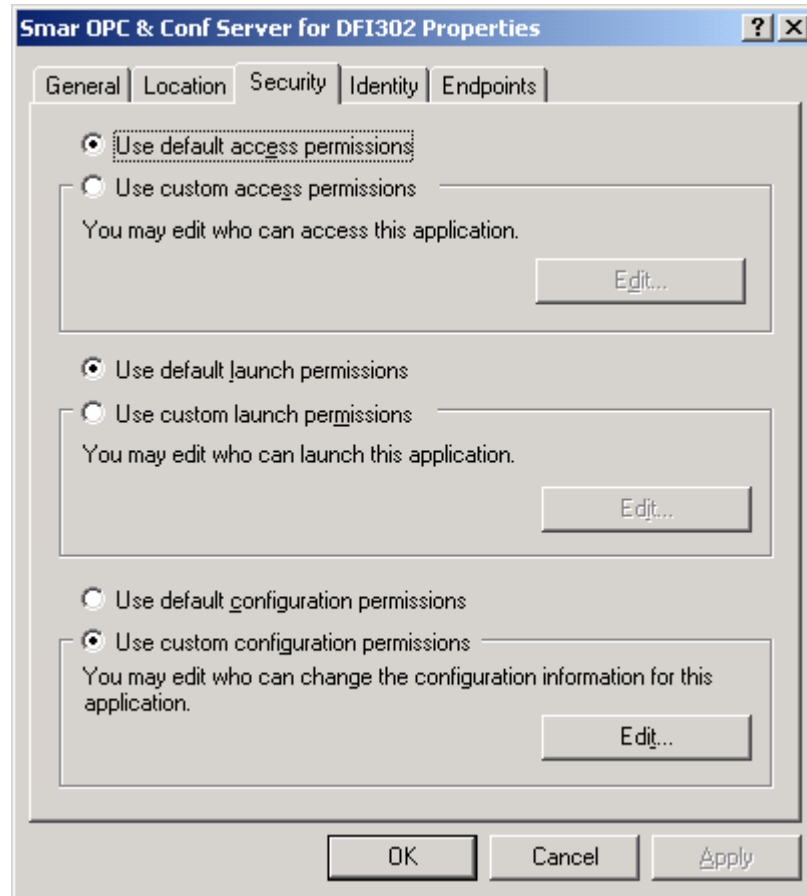 Smar OPC & Conf Server for DFI302 Properties
General Location Security Identity Endpoints
Use default access permissions
Use custom access permissions
You may edit who can access this application.
Edit...
Use default launch permissions
Use custom launch permissions
You may edit who can launch this application.
Edit...
Use default configuration permissions
Use custom configuration permissions
You may edit who can change the configuration information for this
application.
Edit...
OK Cancel Apply